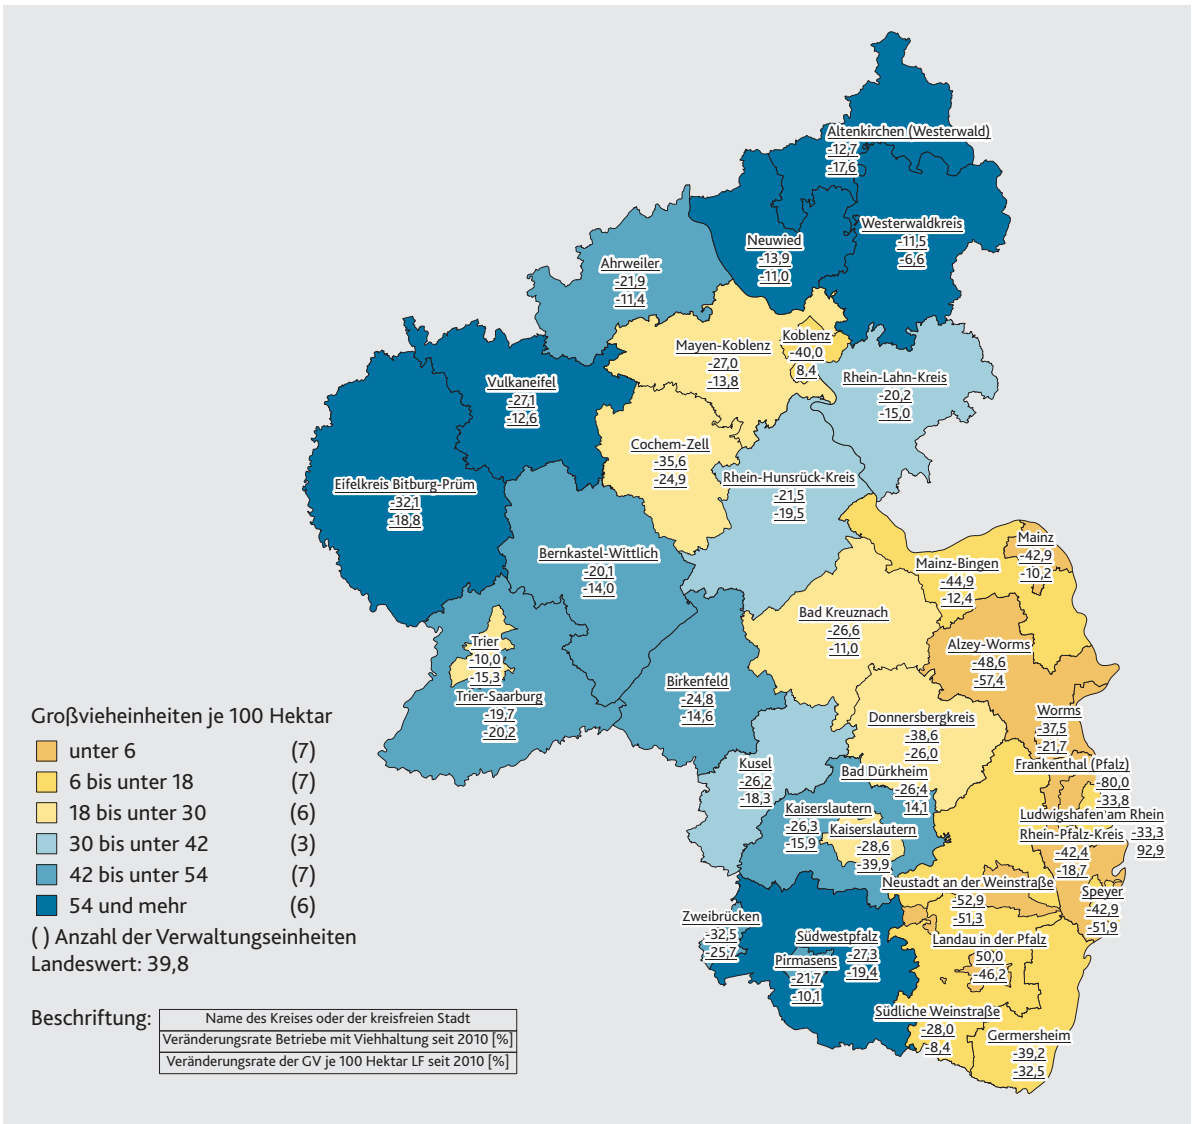 Altenkirchen (Westerwald)
-12,7
-17,6
Westerwaldkreis
-11,5
-6,6
Neuwied
-13,9
-11,0
Ahrweiler
-21,9
-11,4
Koblenz
-40,0
8,4
Mayen-Koblenz
-27,0
-13,8
Rhein-Lahn-Kreis
-20,2
-15,0
Vulkaneifel
-27,1
-12,6
Cochem-Zell
-35,6
-24,9
Rhein-Hunsrück-Kreis
-21,5
-19,5
Eifelkreis Bitburg-Prüm
-32,1
-18,8
Bernkastel-Wittlich
-20,1
-14,0
Mainz
-42,9
-10,2
Mainz-Bingen
-44,9
-12,4
Bad Kreuznach
-26,6
-11,0
Alzey-Worms
-48,6
-57,4
Trier
-10,0
-15,3
Trier-Saarburg
-19,7
-20,2
Birkenfeld
-24,8
-14,6
Donnersbergkreis
-38,6
-26,0
Worms
-37,5
-21,7
Kusel
-26,2
-18,3
Bad Dürkheim
-26,4
14,1
Frankenthal (Pfalz)
-80,0
-33,8
Kaiserslautern
-26,3
-15,9
Kaiserslautern
-28,6
-39,9
Ludwigshafen am Rhein
-33,3
92,9
Rhein-Pfalz-Kreis
-42,4
-18,7
Neustadt an der Weinstraße
-52,9
-51,3
Speyer
-42,9
-51,9
Zweibrücken
-32,5
-25,7
Südwestpfalz
-27,3
-19,4
Pirmasens
-21,7
-10,1
Landau in der Pfalz
50,0
-46,2
Südliche Weinstraße
-28,0
-8,4
Germersheim
-39,2
-32,5
Großvieheinheiten je 100 Hektar
unter 6 (7)
6 bis unter 18 (7)
18 bis unter 30 (6)
30 bis unter 42 (3)
42 bis unter 54 (7)
54 und mehr (6)
( ) Anzahl der Verwaltungseinheiten
Landeswert: 39,8
Beschriftung:
Name des Kreises oder der kreisfreien Stadt
Veränderungsrate Betriebe mit Viehhaltung seit 2010 [%]
Veränderungsrate der GV je 100 Hektar LF seit 2010 [%]